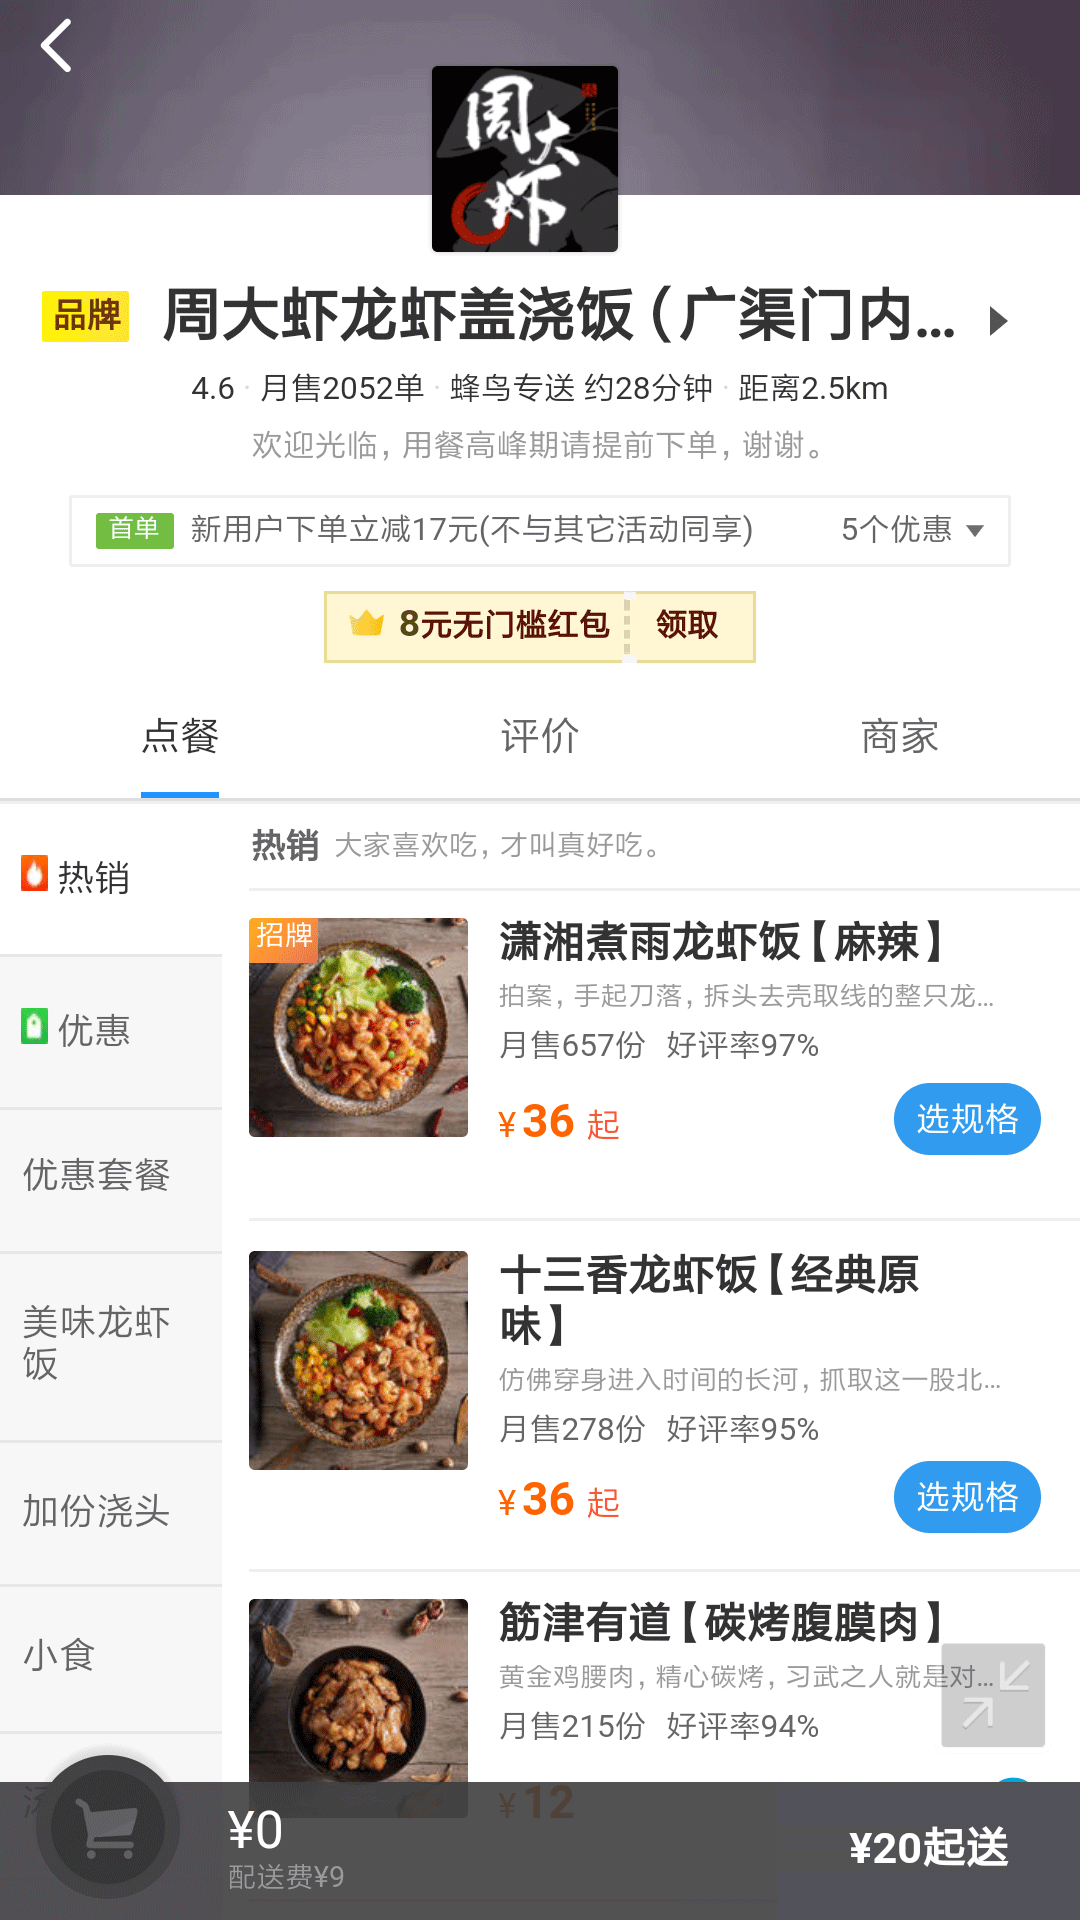 周大虾
品牌 周大虾龙虾盖浇饭（广渠门内...
4.6 · 月售2052单 · 蜂鸟专送 约28分钟 · 距离2.5km
欢迎光临，用餐高峰期请提前下单，谢谢。
首单 新用户下单立减17元(不与其它活动同享) 5个优惠
8元无门槛红包 领取
点餐 评价 商家
热销
优惠
优惠套餐
美味龙虾
饭
加份浇头
小食
热销 大家喜欢吃，才叫真好吃。
招牌
潇湘煮雨龙虾饭【麻辣】
拍案，手起刀落，拆头去壳取线的整只龙...
月售657份 好评率97%
¥36 起 选规格
十三香龙虾饭【经典原
味】
仿佛穿身进入时间的长河，抓取这一股北...
月售278份 好评率95%
¥36 起 选规格
筋津有道【碳烤腹膜肉】
黄金鸡腰肉，精心碳烤，习武之人就是对...
月售215份 好评率94%
¥12
¥0
配送费¥9
¥20起送